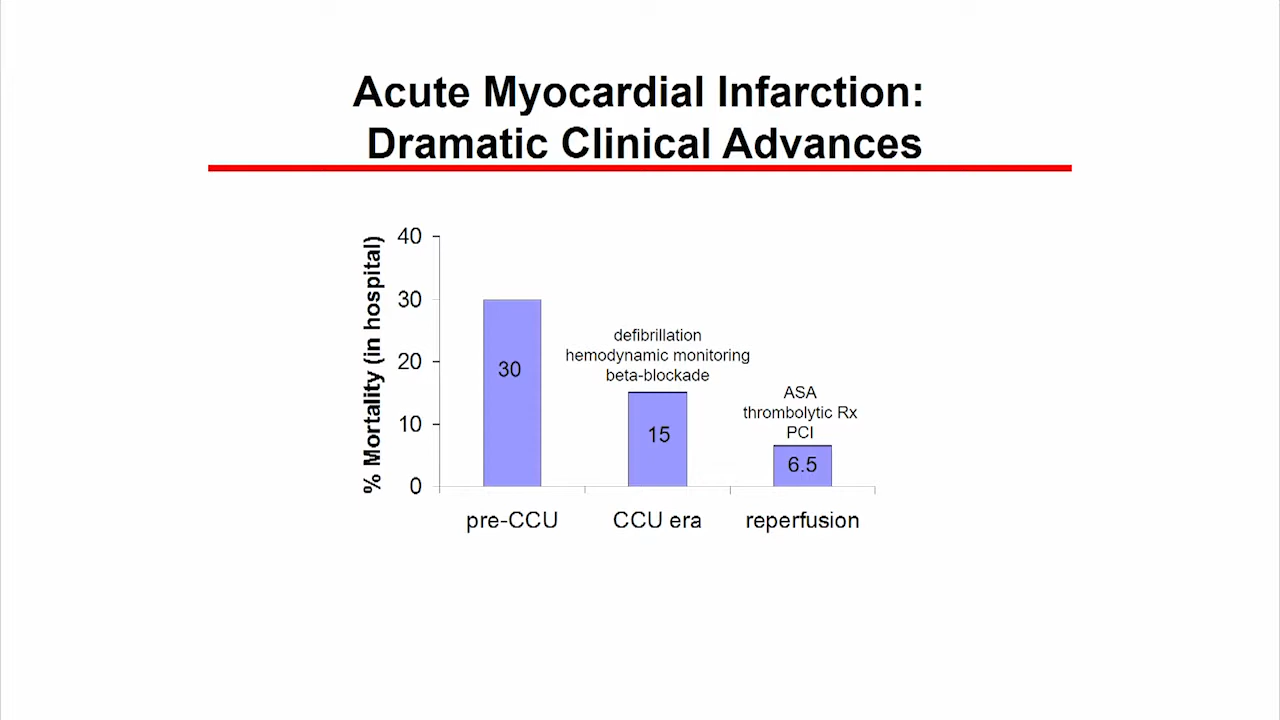 Acute Myocardial Infarction:
Dramatic Clinical Advances
% Mortality (in hospital)
40
30
20
10
0
30
defibrillation
hemodynamic monitoring
beta-blockade
15
ASA
thrombolytic Rx
PCI
6.5
pre-CCU
CCU era
reperfusion